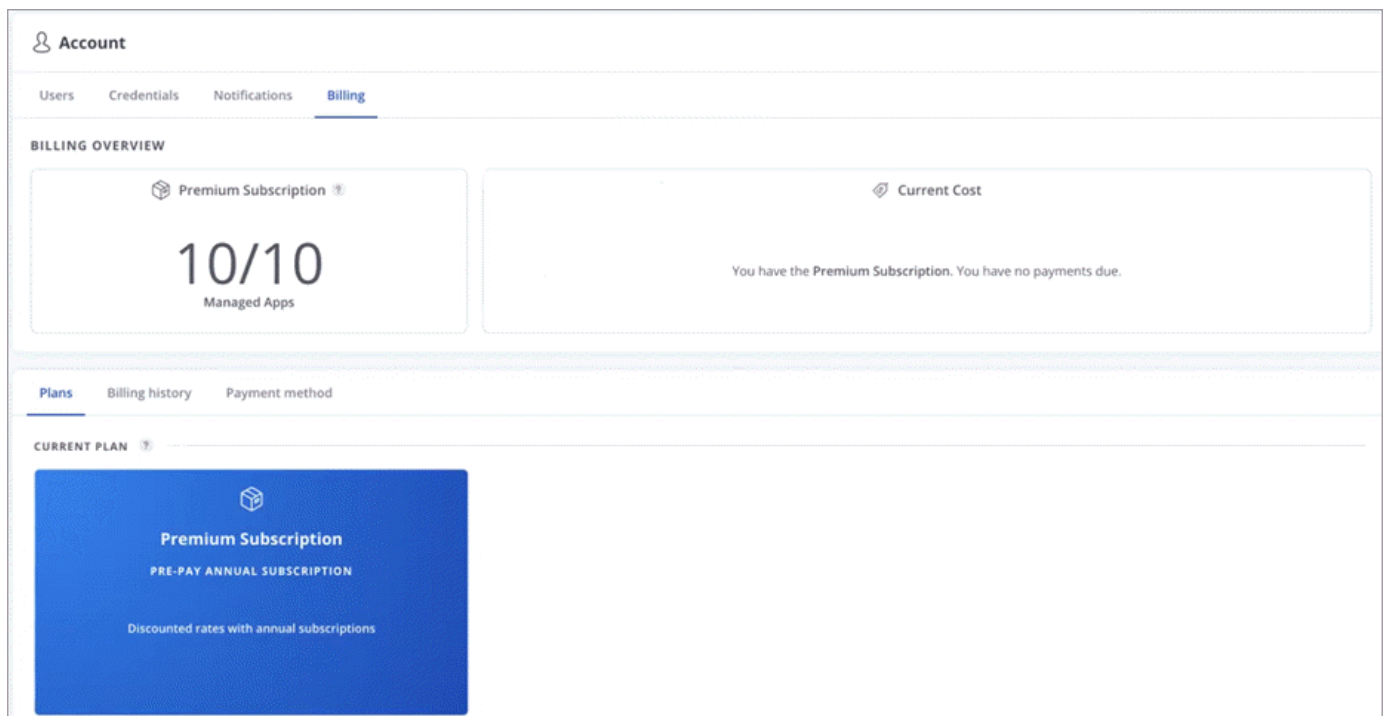 Account
Users Credentials Notifications Billing
BILLING OVERVIEW
Premium Subscription ?
10/10
Managed Apps
Current Cost
You have the Premium Subscription. You have no payments due.
Plans Billing history Payment method
CURRENT PLAN ?
Premium Subscription
PRE-PAY ANNUAL SUBSCRIPTION
Discounted rates with annual subscriptions